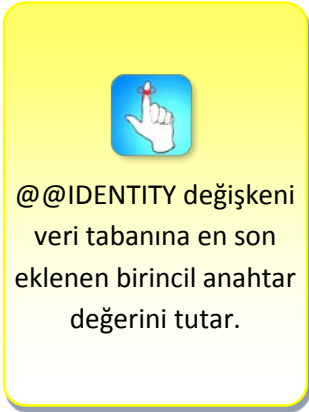 @@IDENTITY değişkeni
veri tabanına en son
eklenen birincil anahtar
değerini tutar.